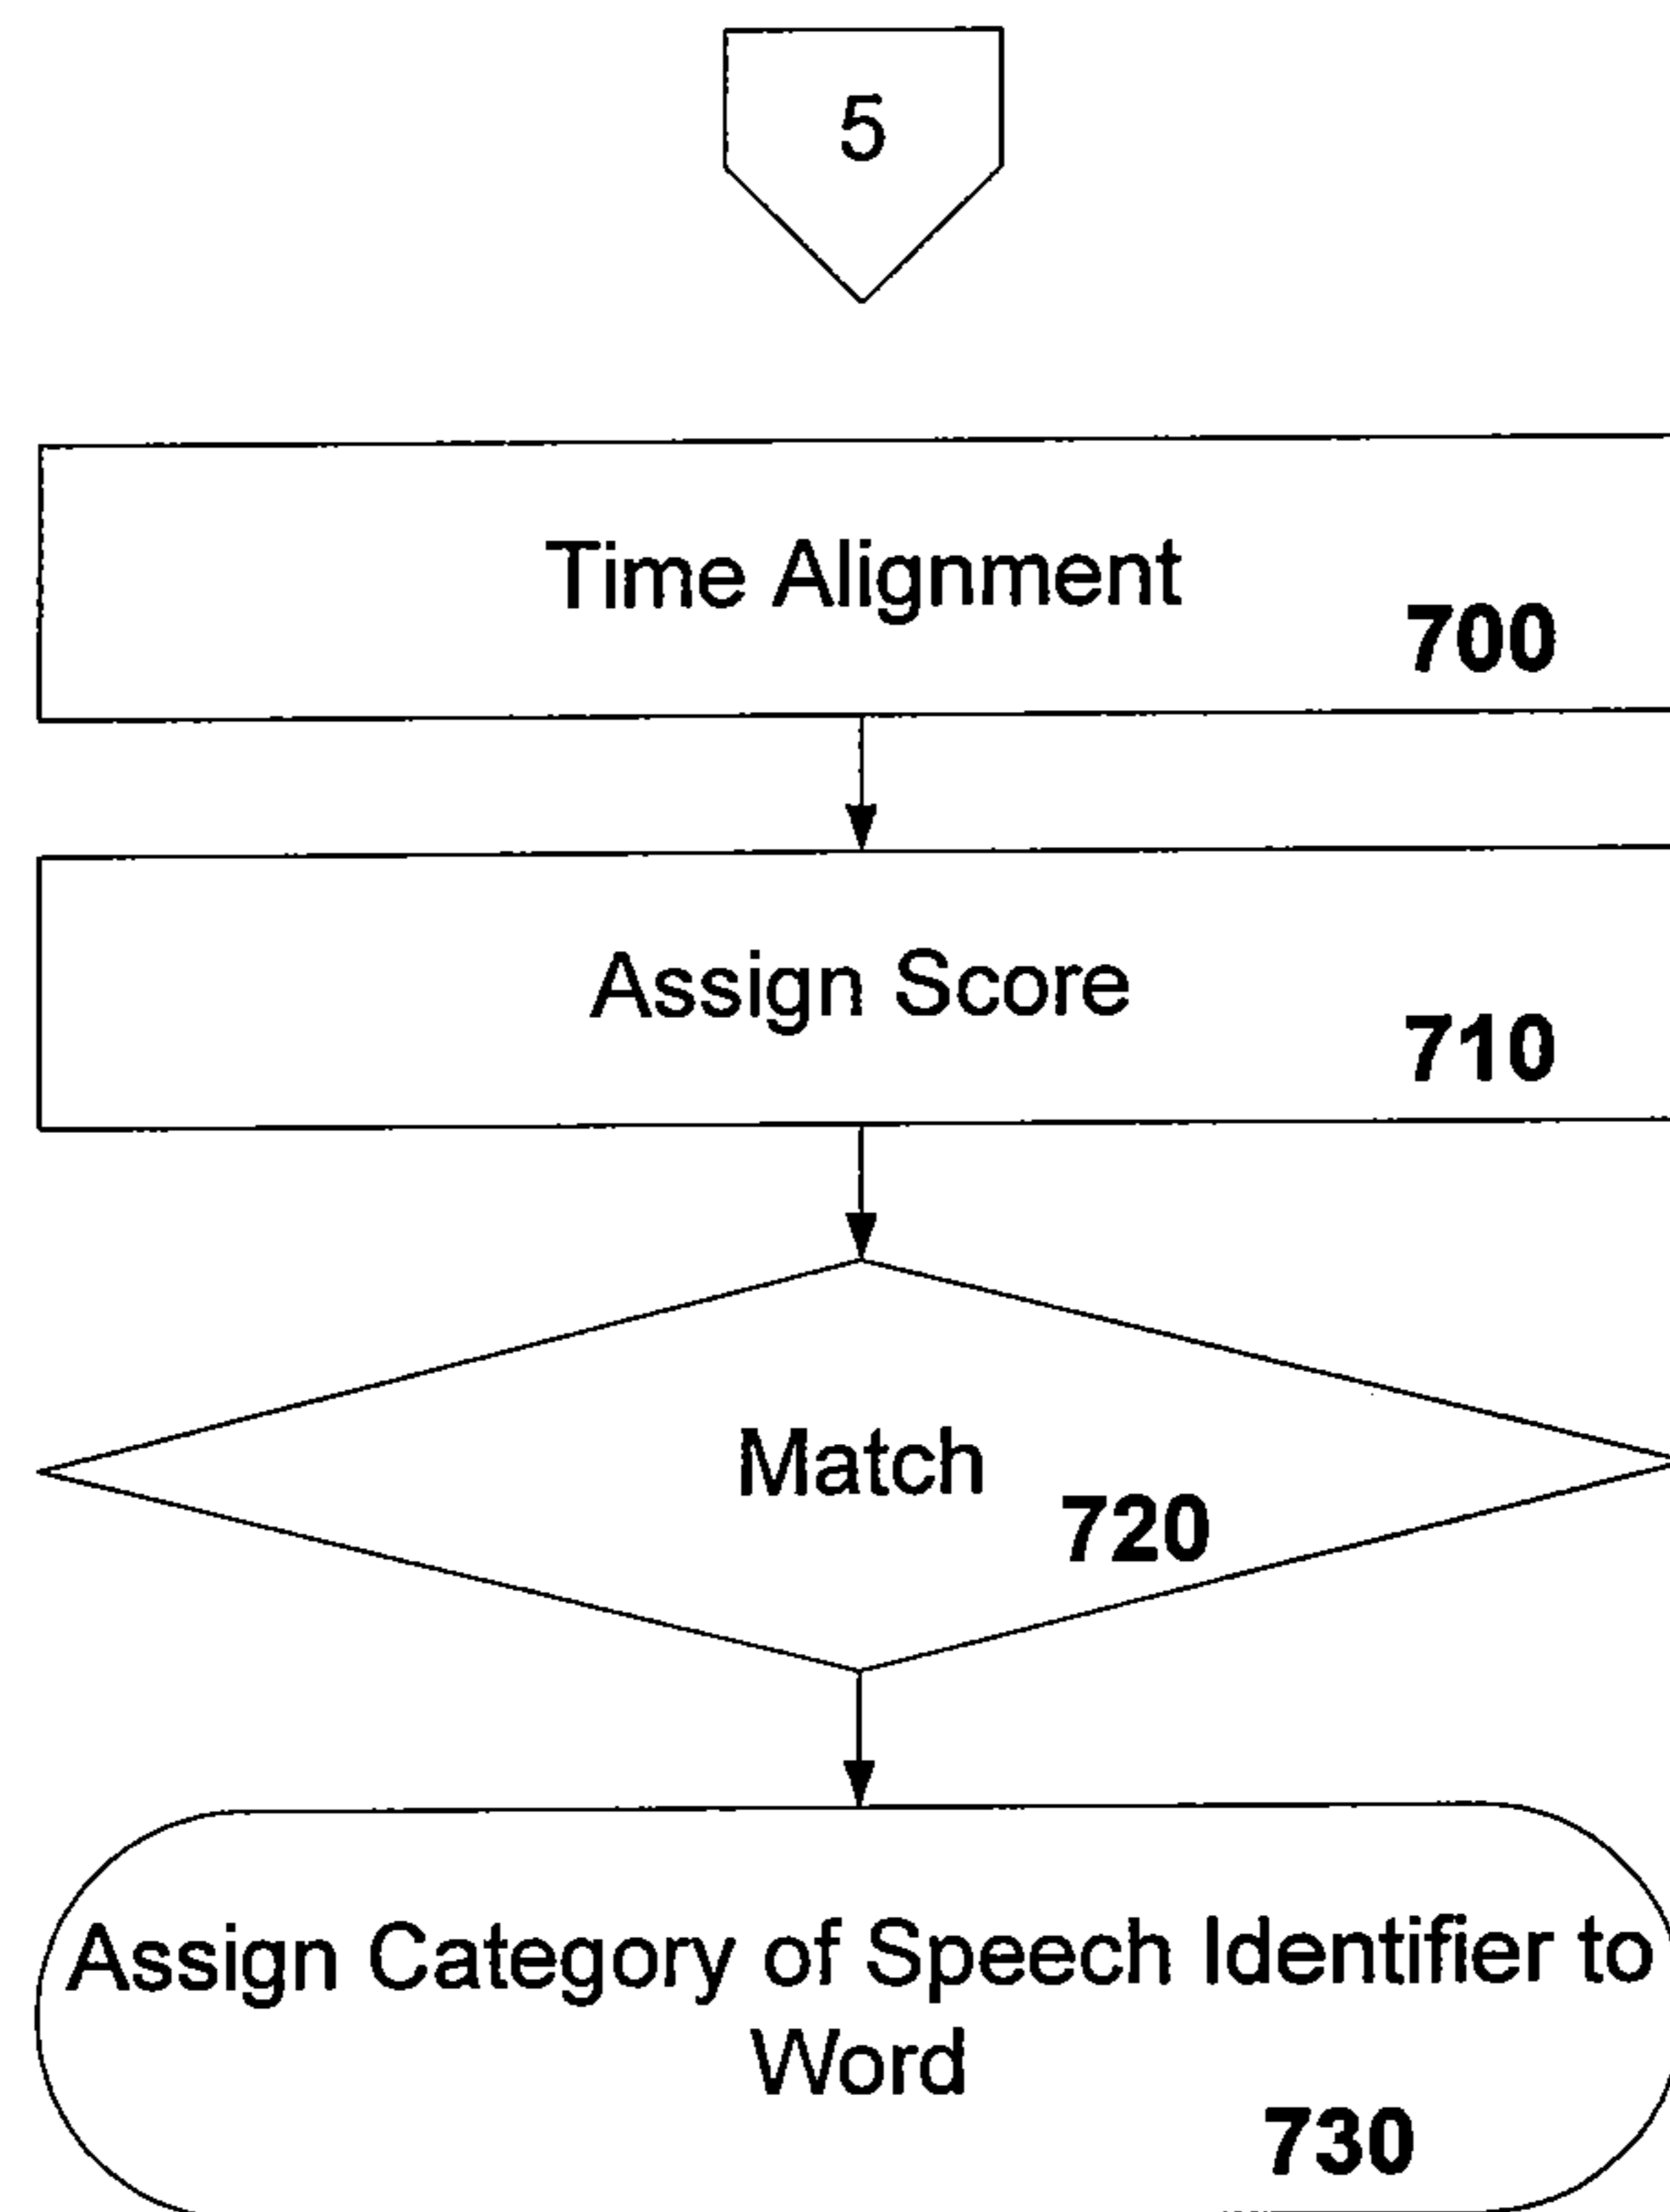 5
Time Alignment
700
Assign Score
710
Match
720
Assign Category of Speech Identifier to
Word
730